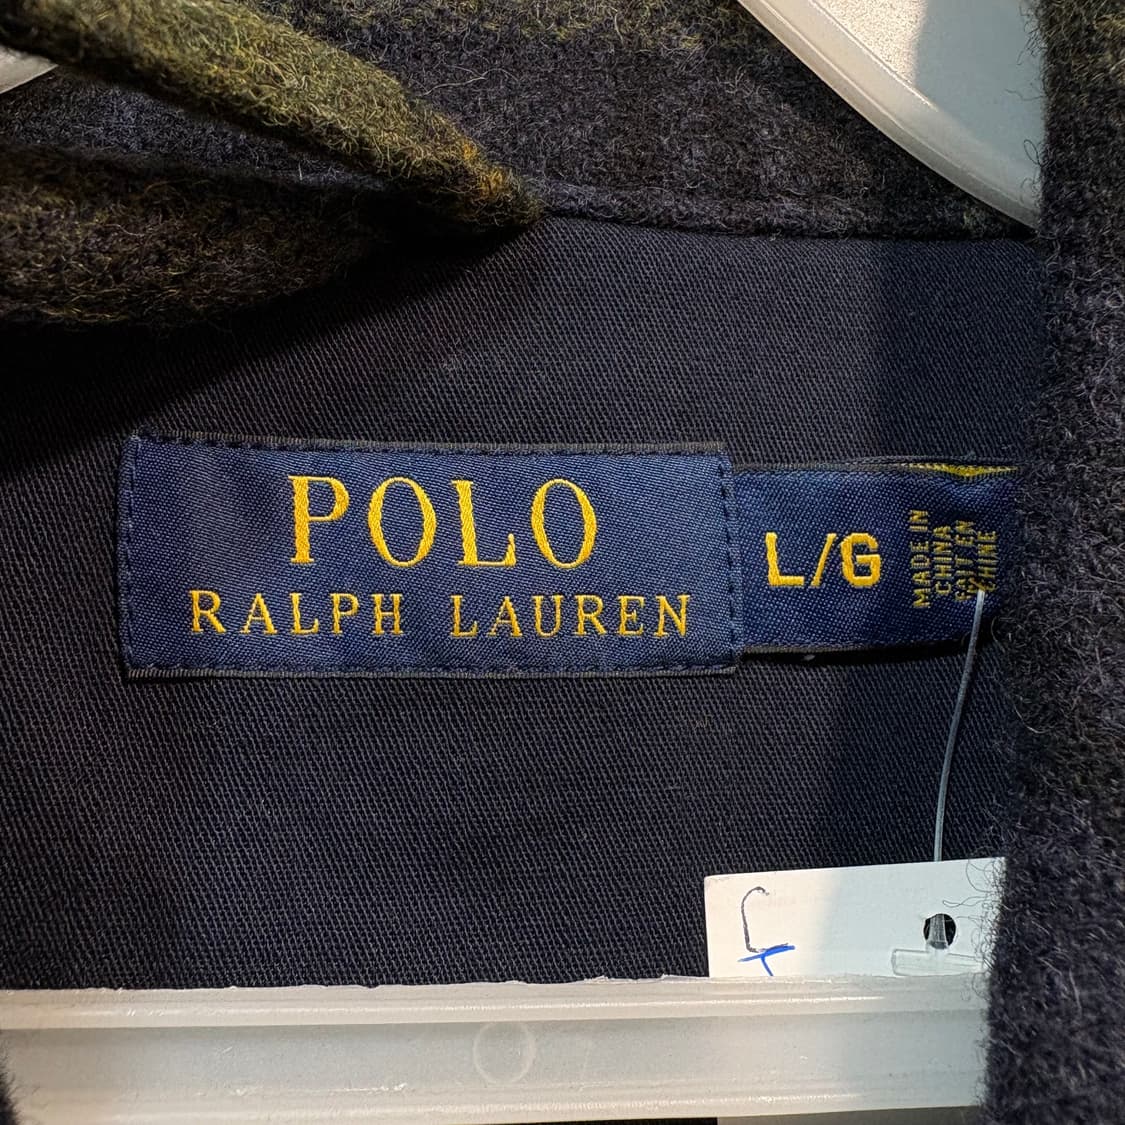 POLO
RALPH LAUREN
L/G
MADE IN
CHINA
FAIT EN
CHINE